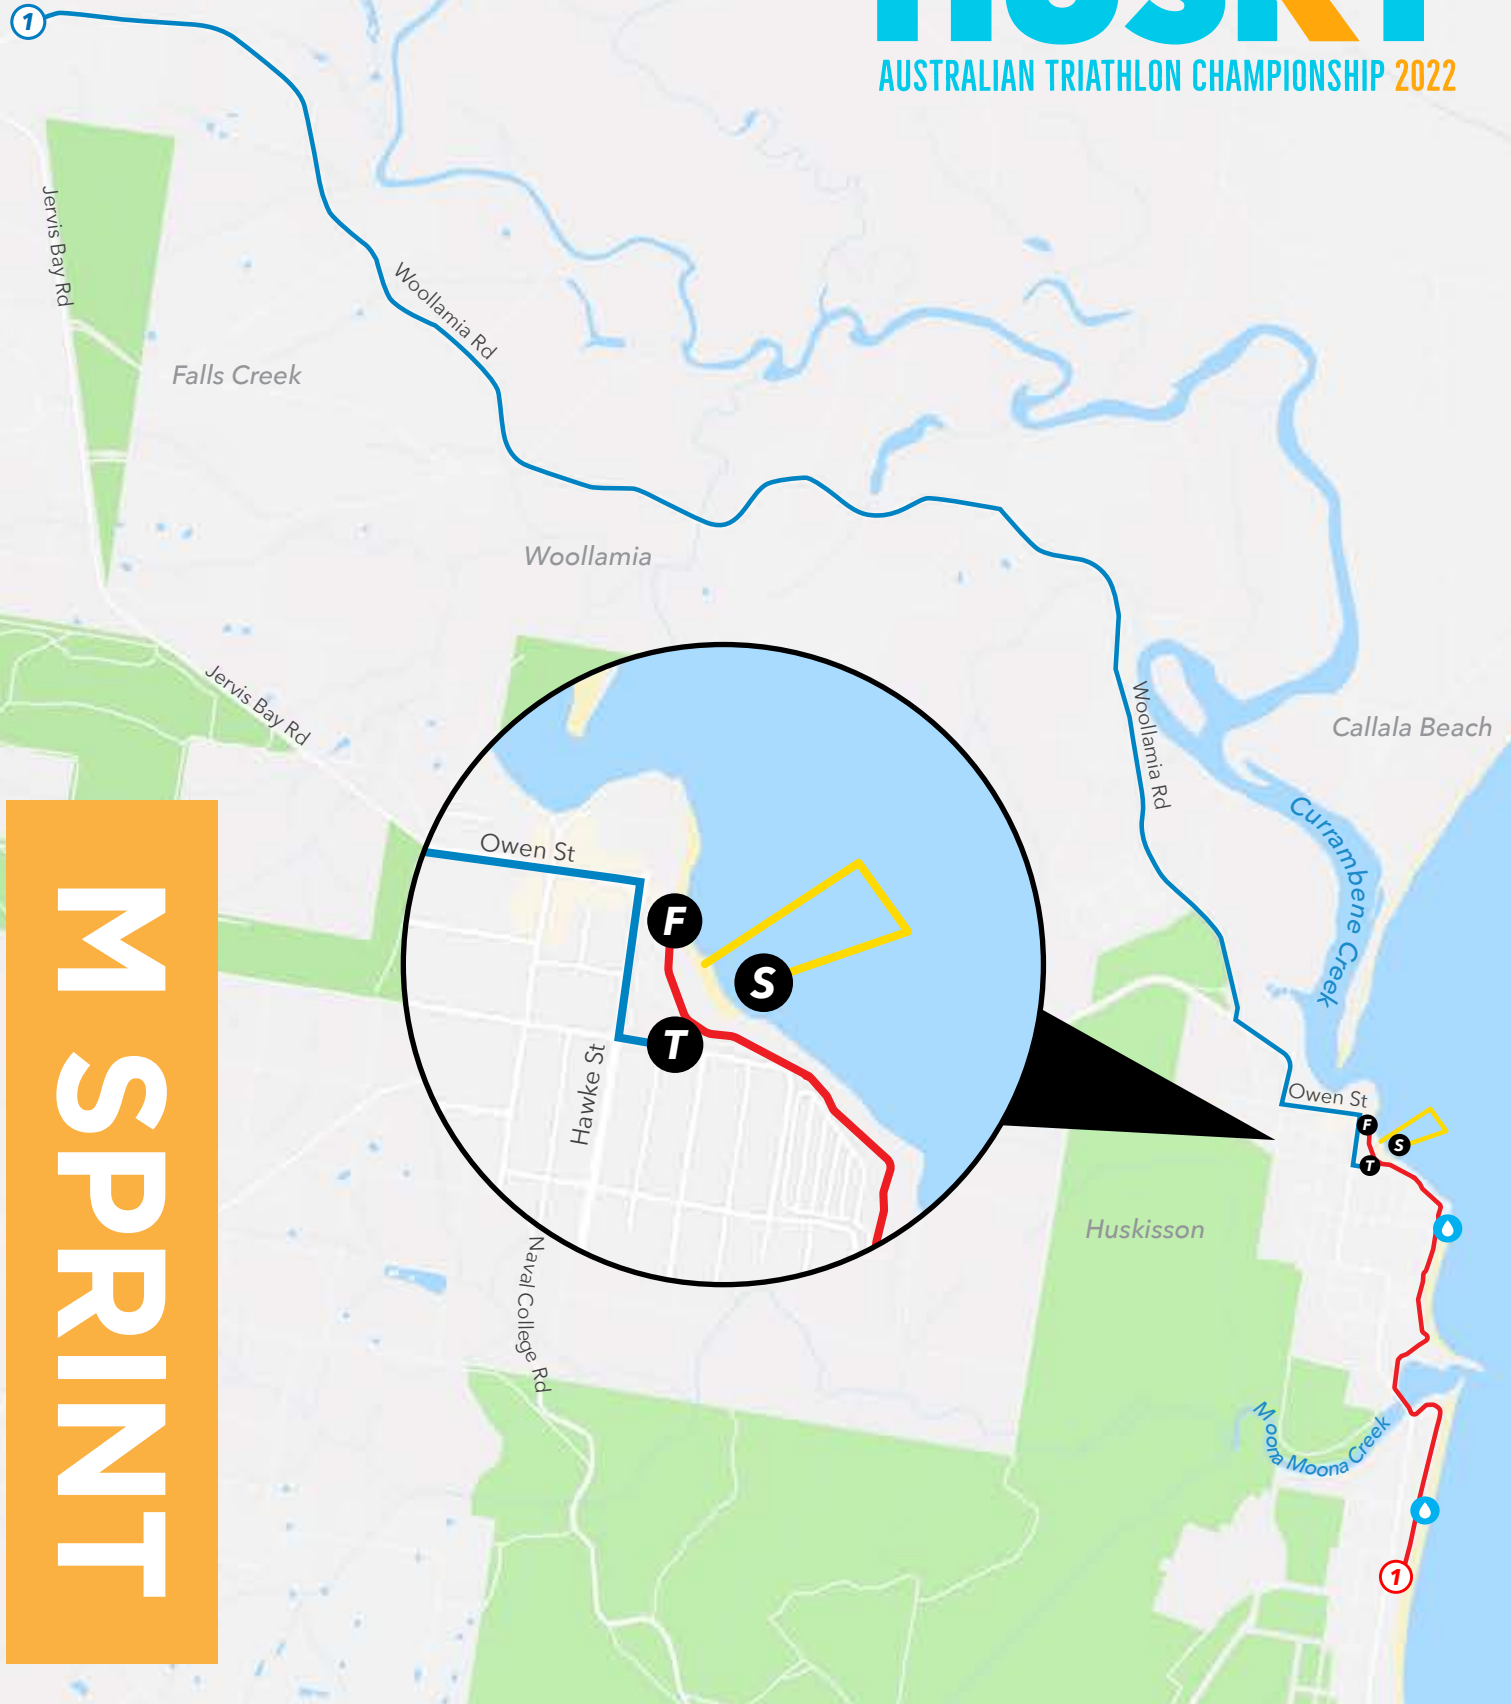 1
HUSKY
AUSTRALIAN TRIATHLON CHAMPIONSHIP 2022
Jervis Bay Rd
Woollamia Rd
Falls Creek
Woollamia
Jervis Bay Rd
Woollamia Rd
Callala Beach
Currambene Creek
Owen St
F
S
T
Hawke St
Owen St
F
S
T
Huskisson
Naval College Rd
Moona Moona Creek
1
M SPRINT